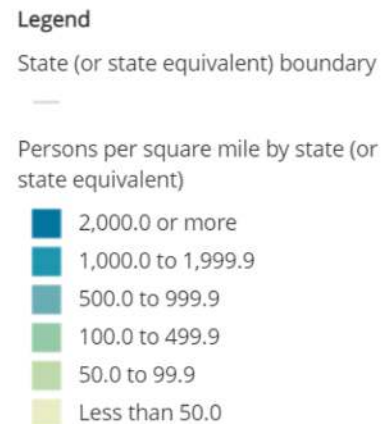 Legend
State (or state equivalent) boundary
Persons per square mile by state (or
state equivalent)
2,000.0 or more
1,000.0 to 1,999.9
500.0 to 999.9
100.0 to 499.9
50.0 to 99.9
Less than 50.0